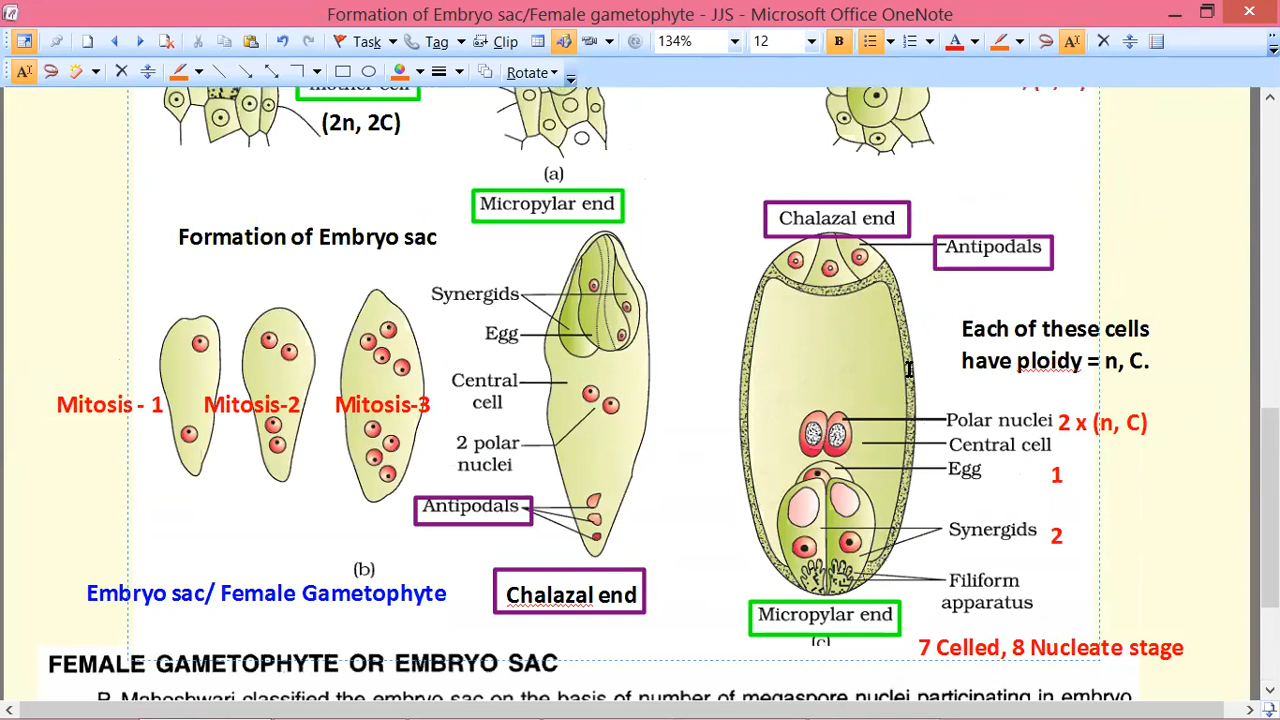 Formation of Embryo sac/Female gametophyte - JJS - Microsoft Office OneNote
Task
Tag
Clip
134%
12
B
A
Rotate
mother cell
(2n, 2C)
(a)
Micropylar end
Chalazal end
Formation of Embryo sac
Antipodals
Synergids
Egg
Each of these cells
have ploidy = n, C.
Central
cell
Mitosis - 1
Mitosis-2
Mitosis-3
Polar nuclei 2 x (n, C)
Central cell
2 polar
nuclei
Egg 1
Antipodals
Synergids 2
(b)
Filiform
apparatus
Embryo sac/ Female Gametophyte
Chalazal end
Micropylar end
(c)
7 Celled, 8 Nucleate stage
FEMALE GAMETOPHYTE OR EMBRYO SAC
P. Maheshwari classified the embryo sac on the basis of number of megaspore nuclei participating in embryo